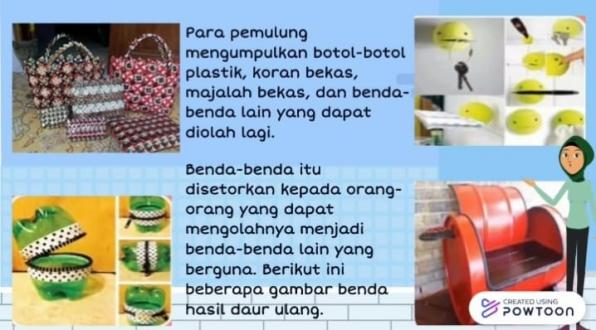 Para pemulung
mengumpulkan botol-botol
plastik, koran bekas,
majalah bekas, dan benda-
benda lain yang dapat
diolah lagi.
Benda-benda itu
disetorkan kepada orang-
orang yang dapat
mengolahnya menjadi
benda-benda lain yang
berguna. Berikut ini
beberapa gambar benda
hasil daur ulang.
CREATED USING
POWTOON